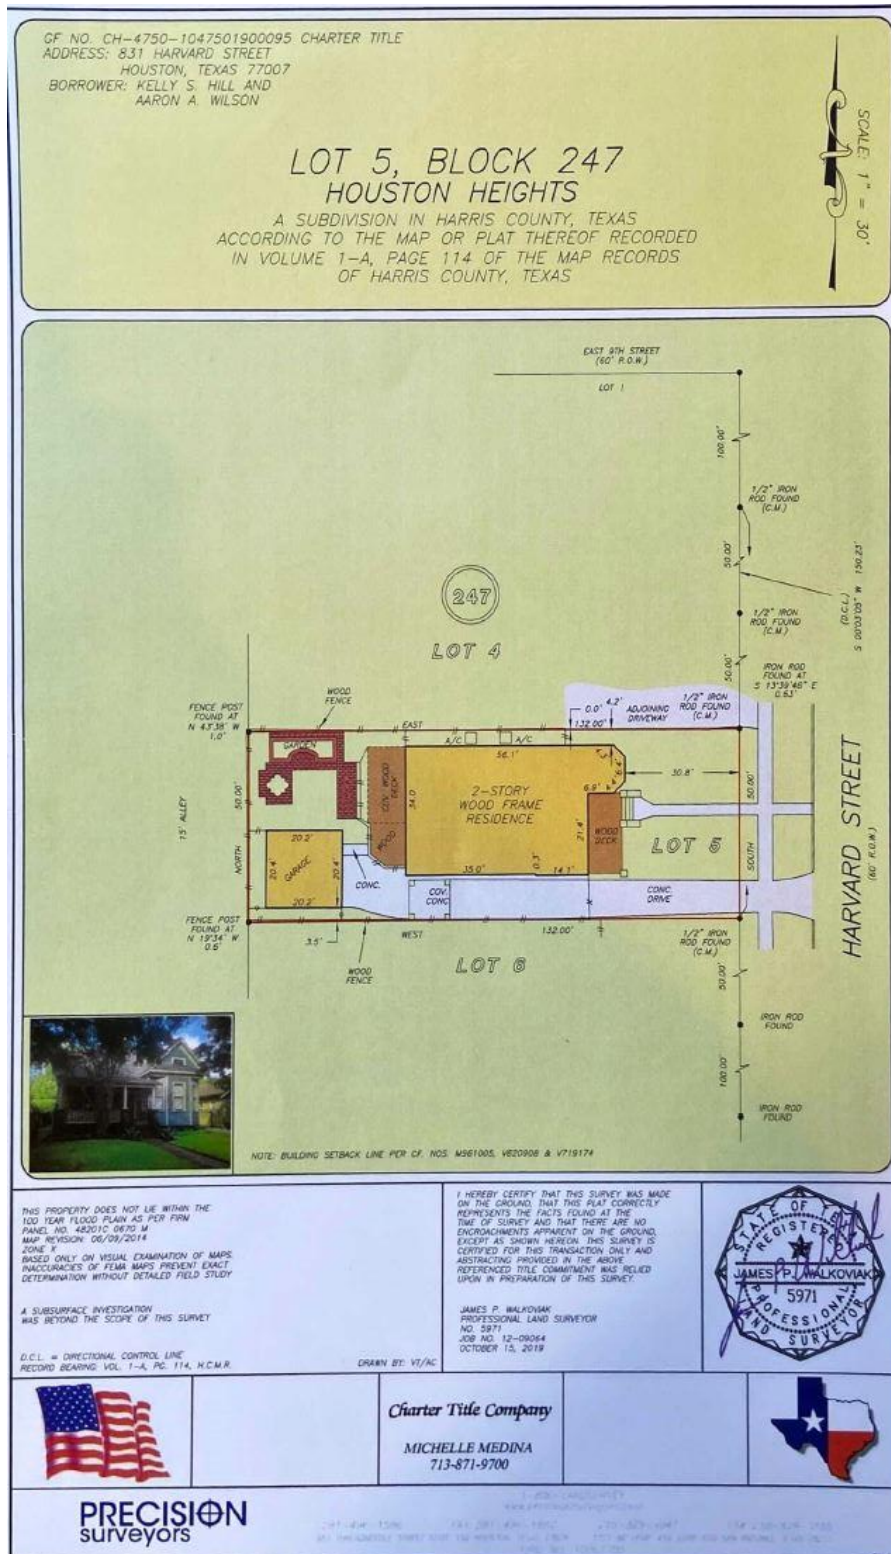 GF NO. CH-4750-1047501900095 CHARTER TITLE
ADDRESS: 831 HARVARD STREET
HOUSTON, TEXAS 77007
BORROWER: KELLY S. HILL AND
AARON A. WILSON
SCALE: 1" = 30'
LOT 5, BLOCK 247
HOUSTON HEIGHTS
A SUBDIVISION IN HARRIS COUNTY, TEXAS
ACCORDING TO THE MAP OR PLAT THEREOF RECORDED
IN VOLUME 1-A, PAGE 114 OF THE MAP RECORDS
OF HARRIS COUNTY, TEXAS
EAST 9TH STREET
(60' R.O.W.)
LOT 1
100.00'
1/2" IRON
ROD FOUND
(C.M.)
50.00'
(D.C.L.)
S 00°03'50" W 150.23'
247
1/2" IRON
ROD FOUND
(C.M.)
LOT 4
50.00'
IRON ROD
FOUND AT
S 13°39'46" E
0.63'
WOOD
FENCE
FENCE POST
FOUND AT
N 43°38' W
1.0'
EAST
0.0'
4.2'
132.00'
ADJOINING
DRIVEWAY
1/2" IRON
ROD FOUND
(C.M.)
GARDEN
A/C
A/C
56.1'
6.4'
30.8'
15' ALLEY
50.00'
COV. WOOD
DECK
34.0'
2-STORY
WOOD FRAME
RESIDENCE
6.9'
50.00'
HARVARD STREET
(60' R.O.W.)
20.2'
WOOD
21.4'
WOOD
DECK
LOT 5
NORTH
20.4'
GARAGE
20.4'
35.0'
0.3'
14.1'
SOUTH
CONC.
20.2'
COV.
CONC.
CONC.
DRIVE
FENCE POST
FOUND AT
N 19°34' W
0.6'
3.5'
WEST
132.00'
1/2" IRON
ROD FOUND
(C.M.)
WOOD
FENCE
LOT 6
50.00'
IRON ROD
FOUND
100.00'
IRON ROD
FOUND
NOTE: BUILDING SETBACK LINE PER CF. NOS. M961005, V620908 & V719174
THIS PROPERTY DOES NOT LIE WITHIN THE
100 YEAR FLOOD PLAIN AS PER FIRM
PANEL NO. 48201C 0670 M
MAP REVISION: 06/09/2014
ZONE X
BASED ONLY ON VISUAL EXAMINATION OF MAPS.
INACCURACIES OF FEMA MAPS PREVENT EXACT
DETERMINATION WITHOUT DETAILED FIELD STUDY
A SUBSURFACE INVESTIGATION
WAS BEYOND THE SCOPE OF THIS SURVEY
D.C.L. = DIRECTIONAL CONTROL LINE
RECORD BEARING: VOL. 1-A, PG. 114, H.C.M.R.
DRAWN BY: VT/AC
I HEREBY CERTIFY THAT THIS SURVEY WAS MADE
ON THE GROUND, THAT THIS PLAT CORRECTLY
REPRESENTS THE FACTS FOUND AT THE
TIME OF SURVEY AND THAT THERE ARE NO
ENCROACHMENTS APPARENT ON THE GROUND,
EXCEPT AS SHOWN HEREON. THIS SURVEY IS
CERTIFIED FOR THIS TRANSACTION ONLY AND
ABSTRACTING PROVIDED IN THE ABOVE
REFERENCED TITLE COMMITMENT WAS RELIED
UPON IN PREPARATION OF THIS SURVEY.
JAMES P. WALKOVIAK
PROFESSIONAL LAND SURVEYOR
NO. 5971
JOB NO. 12-09064
OCTOBER 15, 2019
STATE OF
REGISTERED
JAMES P. WALKOVIAK
5971
PROFESSIONAL
LAND SURVEYOR
Charter Title Company
MICHELLE MEDINA
713-871-9700
PRECISION
surveyors